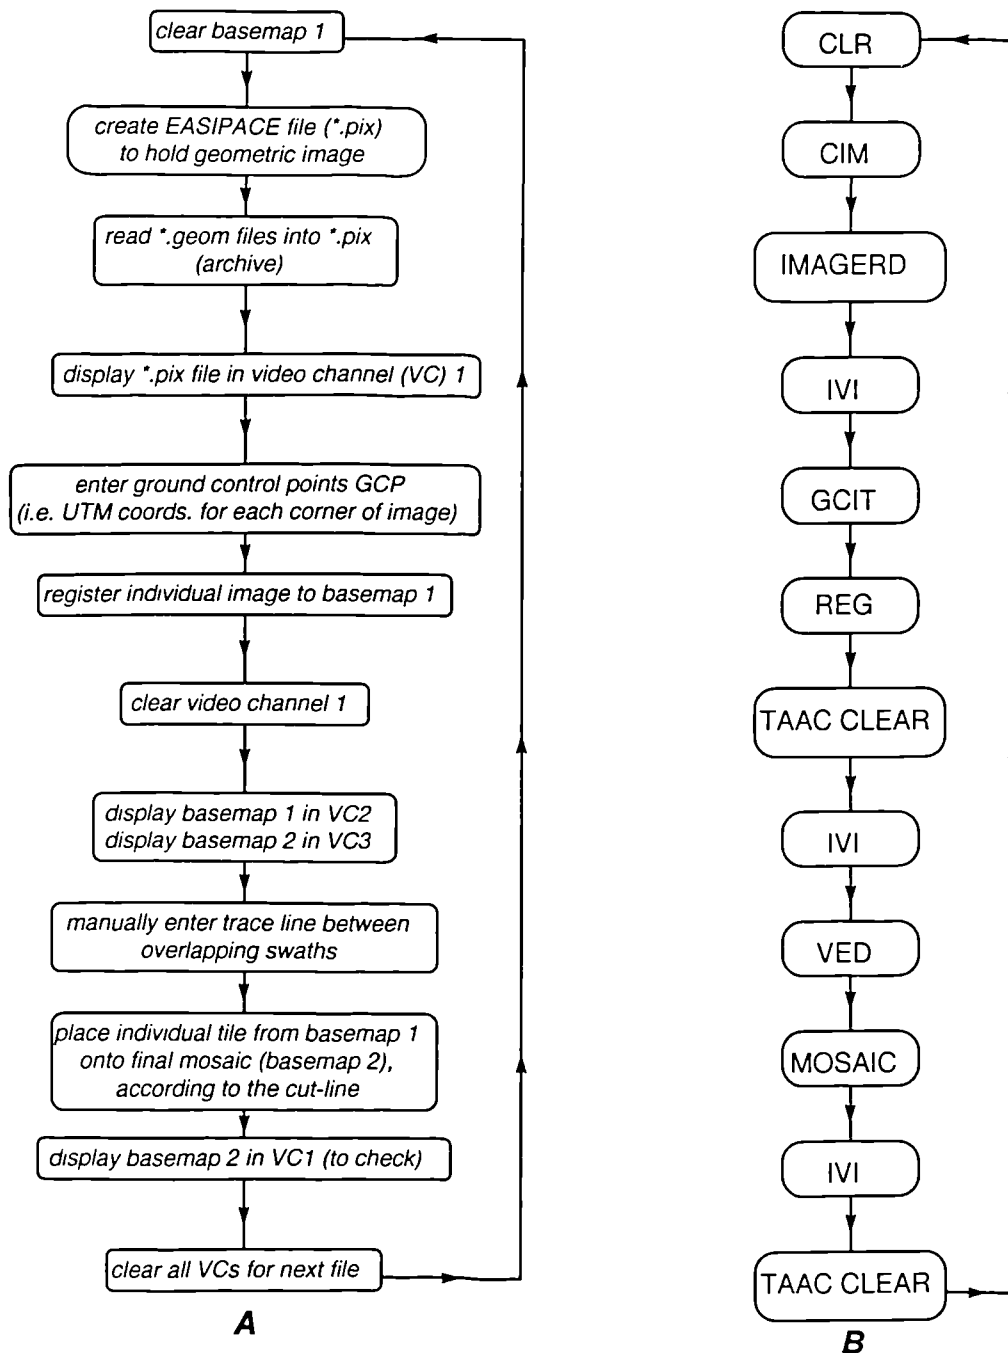 clear basemap 1
create EASIPACE file (*.pix)
to hold geometric image
read *.geom files into *.pix
(archive)
display *.pix file in video channel (VC) 1
enter ground control points GCP
(i.e. UTM coords. for each corner of image)
register individual image to basemap 1
clear video channel 1
display basemap 1 in VC2
display basemap 2 in VC3
manually enter trace line between
overlapping swaths
place individual tile from basemap 1
onto final mosaic (basemap 2),
according to the cut-line
display basemap 2 in VC1 (to check)
clear all VCs for next file
A
CLR
CIM
IMAGERD
IVI
GCIT
REG
TAAC CLEAR
IVI
VED
MOSAIC
IVI
TAAC CLEAR
B